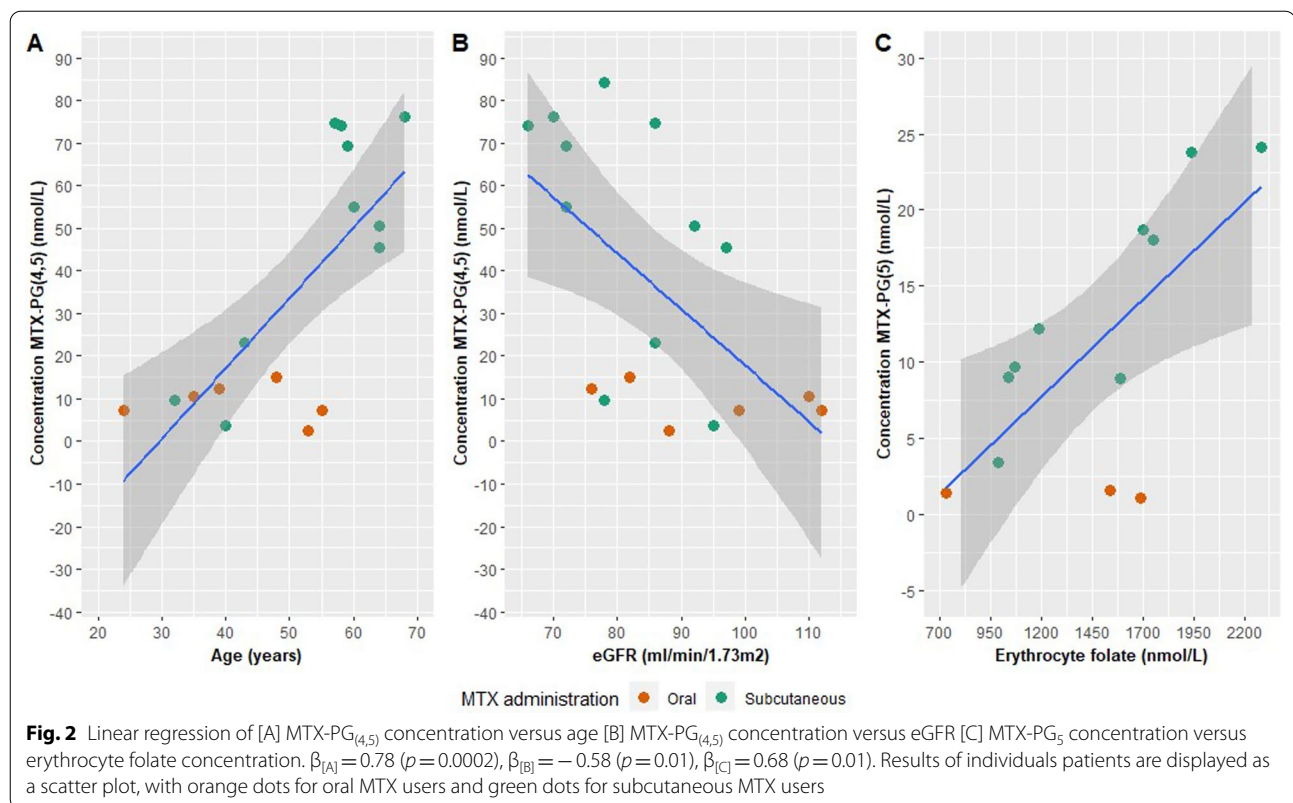 A
Concentration MTX-PG(4,5) (nmol/L)
90
80
70
60
50
40
30
20
10
0
-10
-20
-30
-40
20 30 40 50 60 70
Age (years)
B
Concentration MTX-PG(4,5) (nmol/L)
90
80
70
60
50
40
30
20
10
0
-10
-20
-30
-40
70 80 90 100 110
eGFR (ml/min/1.73m2)
C
Concentration MTX-PG(5) (nmol/L)
30
25
20
15
10
5
0
-5
700 950 1200 1450 1700 1950 2200
Erythrocyte folate (nmol/L)
MTX administration Oral Subcutaneous
Fig. 2 Linear regression of [A] MTX-PG(4,5) concentration versus age [B] MTX-PG(4,5) concentration versus eGFR [C] MTX-PG5 concentration versus
erythrocyte folate concentration. β[A] = 0.78 (p = 0.0002), β[B] = − 0.58 (p = 0.01), β[C] = 0.68 (p = 0.01). Results of individuals patients are displayed as
a scatter plot, with orange dots for oral MTX users and green dots for subcutaneous MTX users